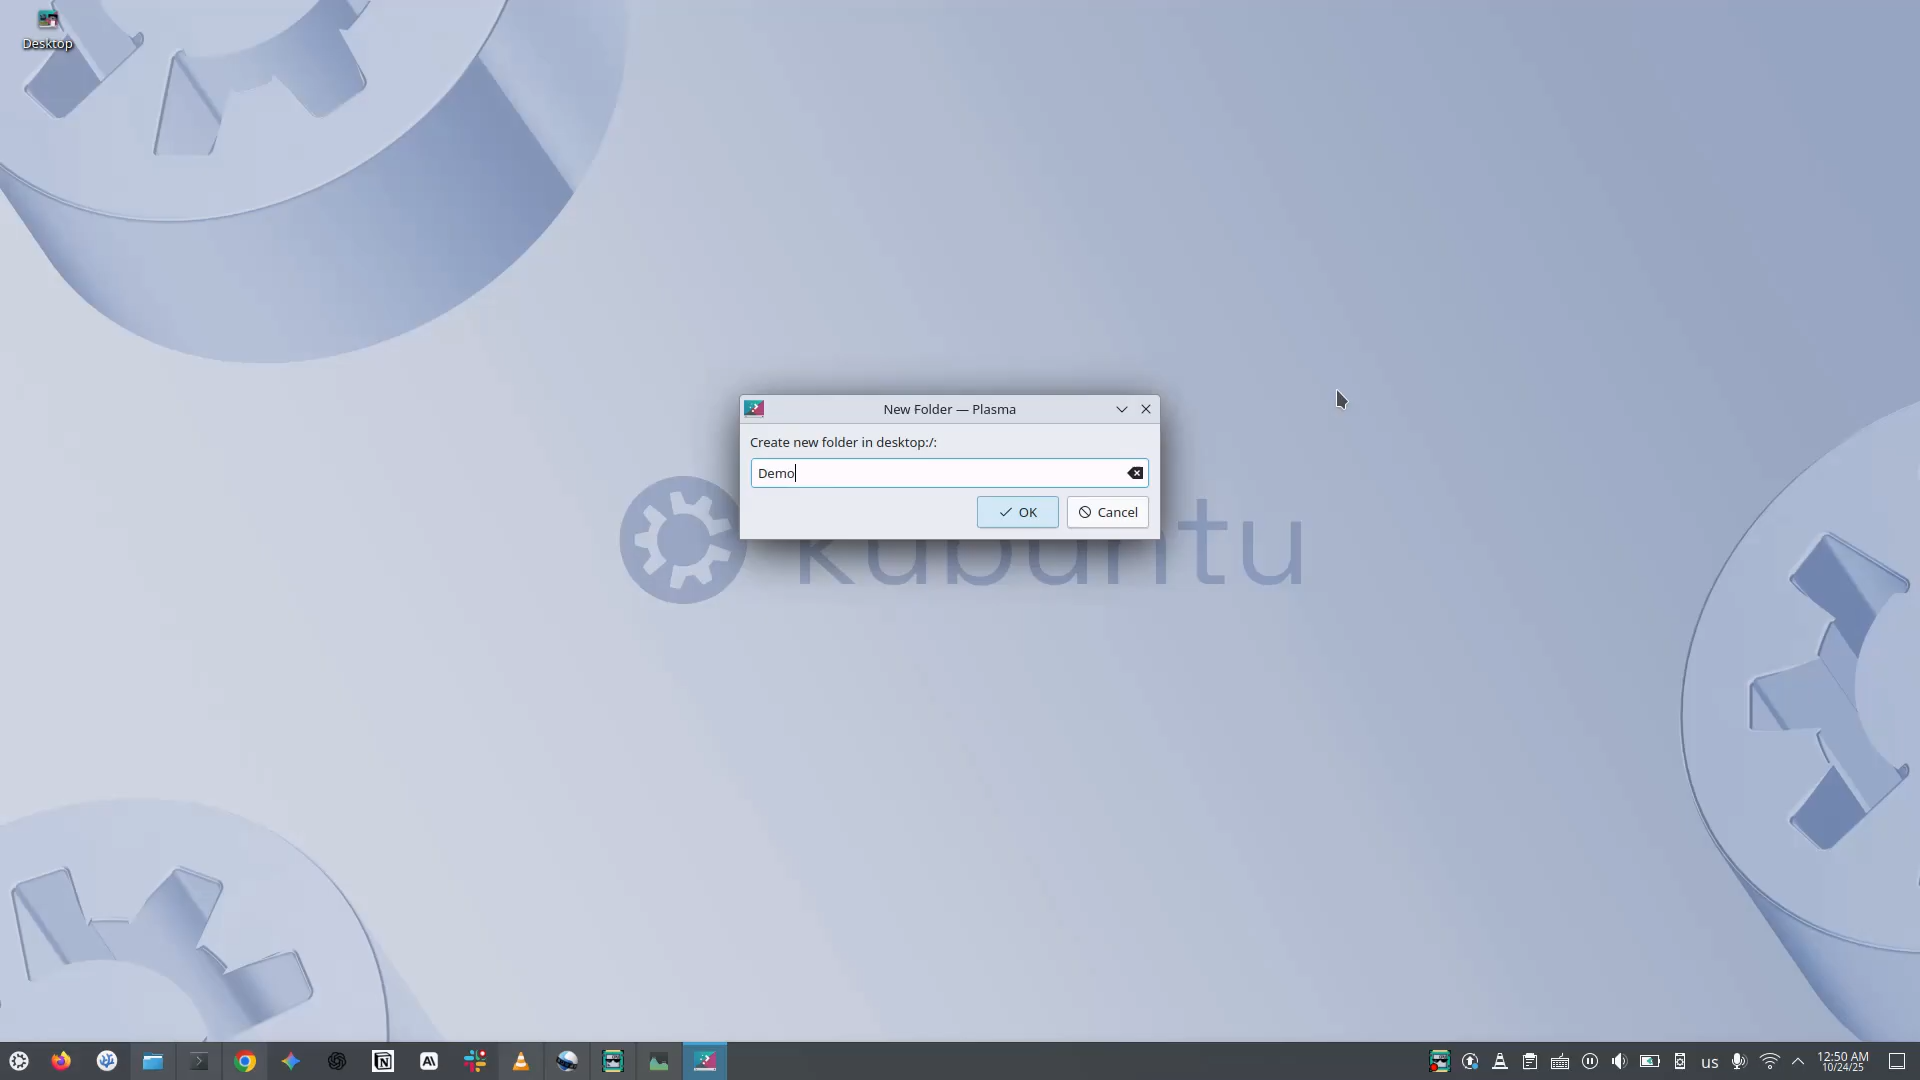 Desktop
New Folder — Plasma
Create new folder in desktop:/:
Demo
OK
Cancel
kubuntu
us
12:50 AM
10/24/25